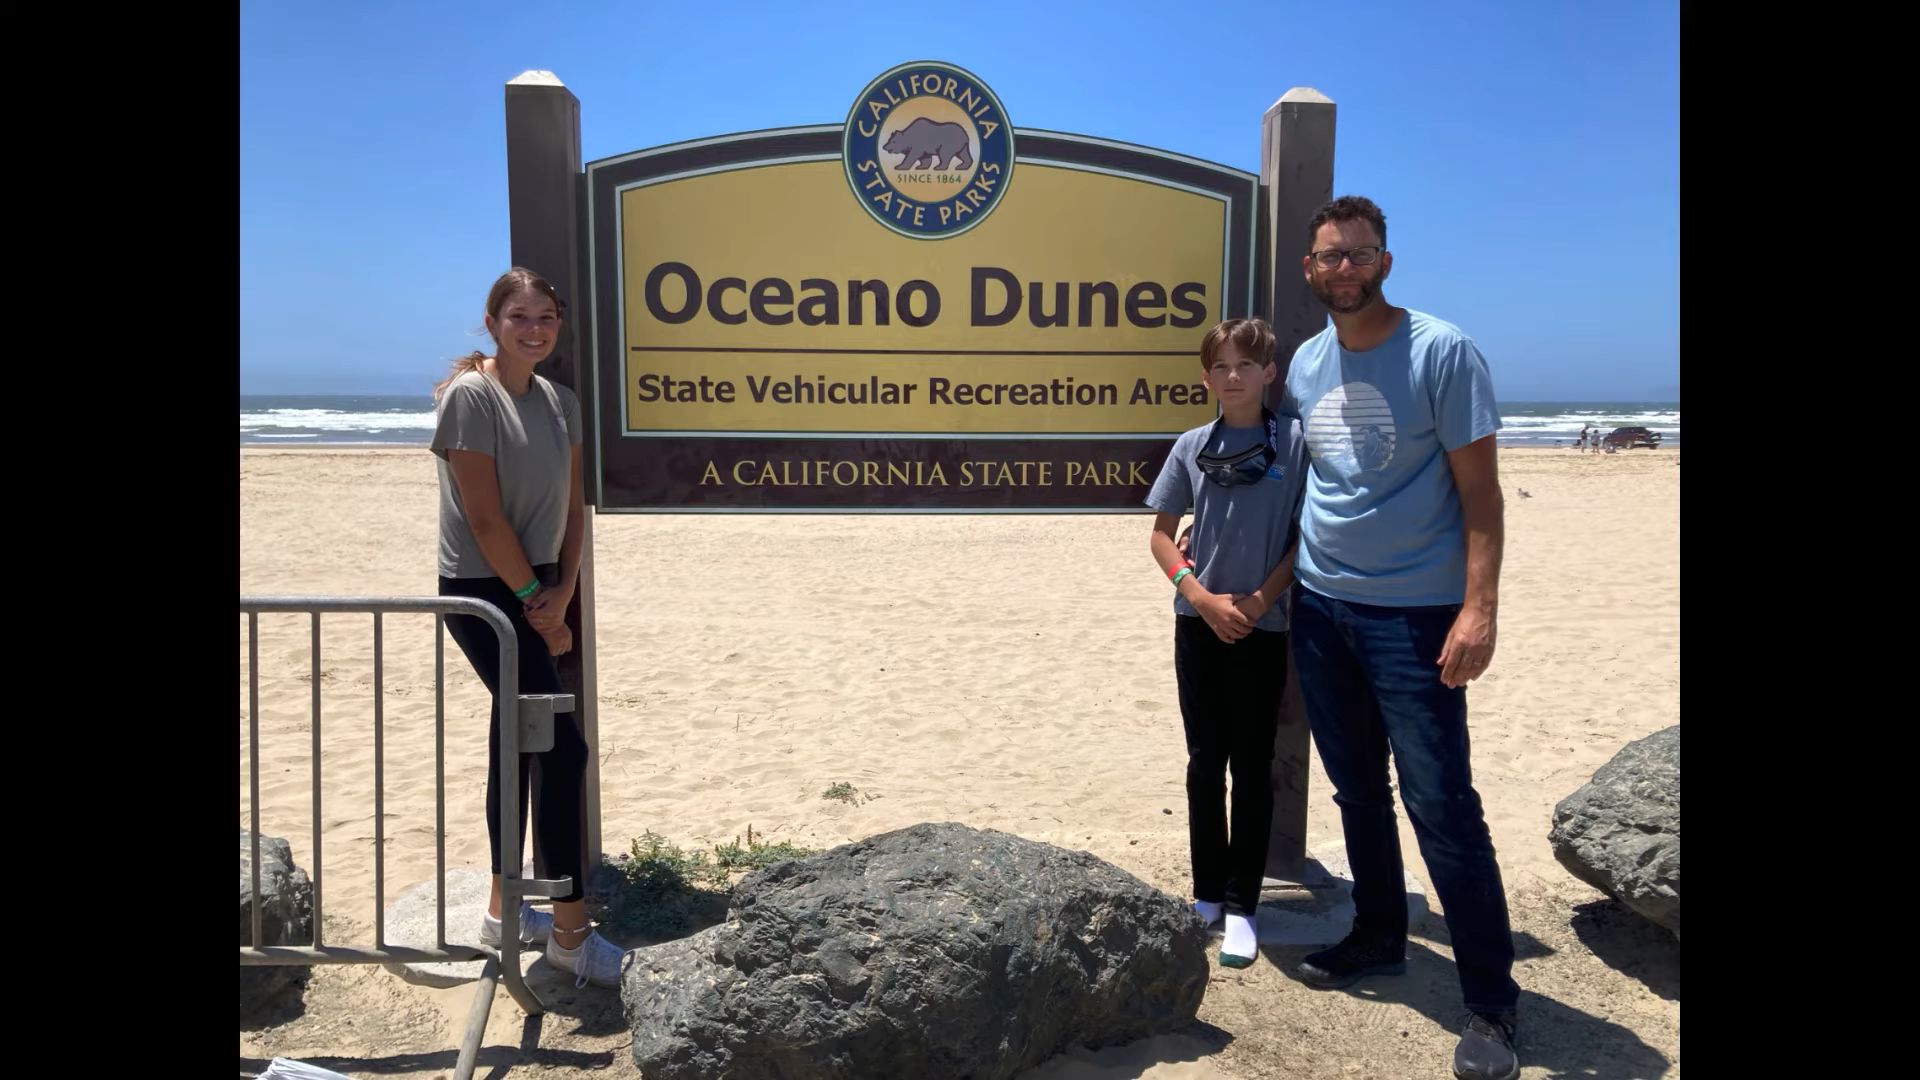 CALIFORNIA
SINCE 1864
STATE PARKS
Oceano Dunes
State Vehicular Recreation Area
A CALIFORNIA STATE PARK